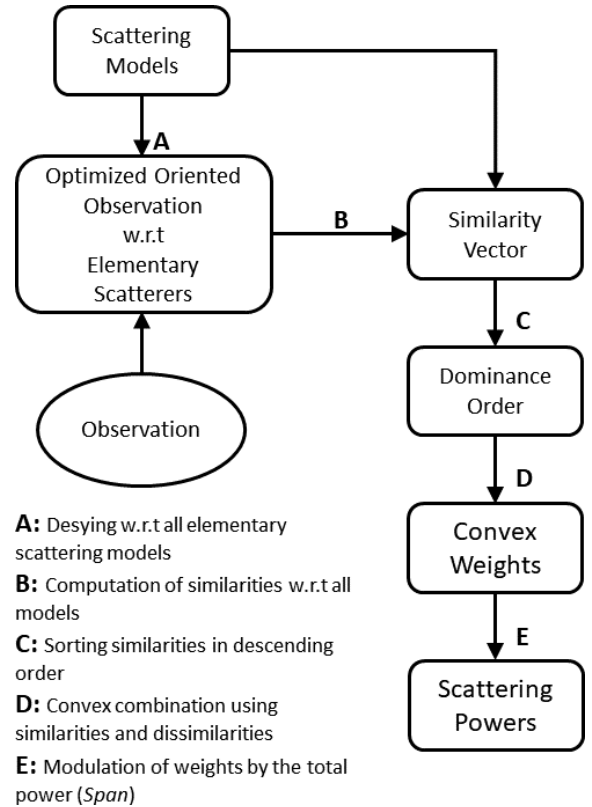 Scattering
Models
A
Optimized Oriented
Observation
w.r.t
Elementary
Scatterers
B
Similarity
Vector
C
Dominance
Order
Observation
D
Convex
Weights
E
Scattering
Powers
A: Desying w.r.t all elementary
scattering models
B: Computation of similarities w.r.t all
models
C: Sorting similarities in descending
order
D: Convex combination using
similarities and dissimilarities
E: Modulation of weights by the total
power (Span)